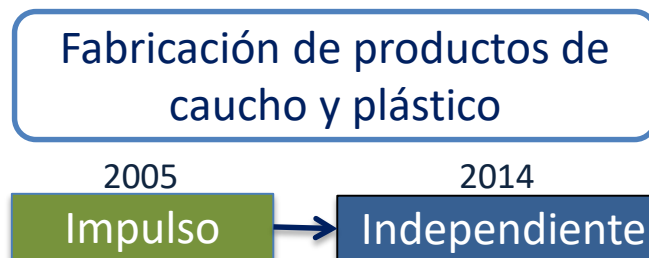 Fabricación de productos de
caucho y plástico
2005 2014
Impulso Independiente